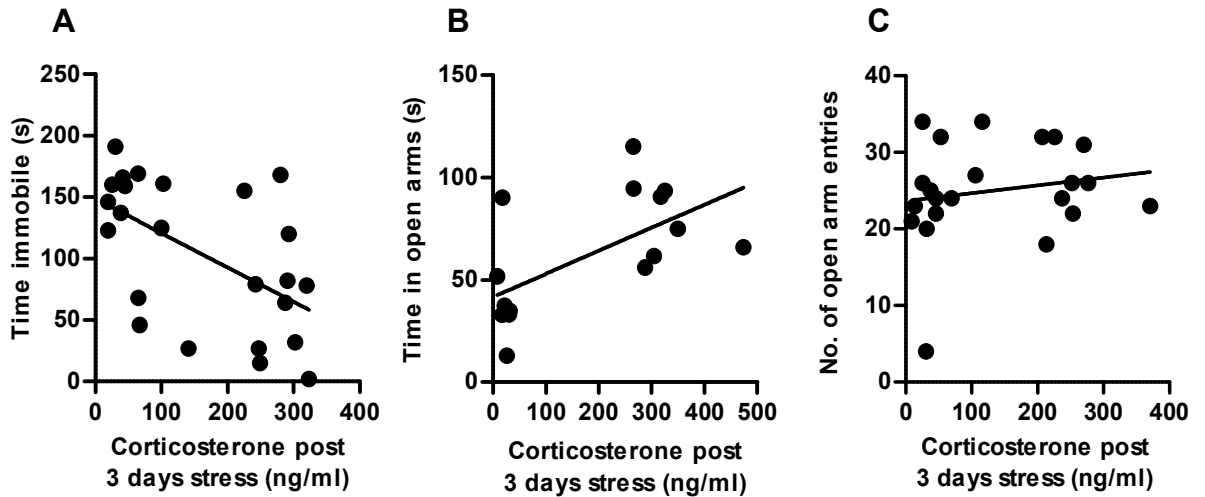 A
B
C
250
200
150
100
50
0
Time immobile (s)
0 100 200 300 400
Corticosterone post
3 days stress (ng/ml)
150
100
50
0
Time in open arms (s)
0 100 200 300 400 500
Corticosterone post
3 days stress (ng/ml)
40
30
20
10
0
No. of open arm entries
0 100 200 300 400
Corticosterone post
3 days stress (ng/ml)